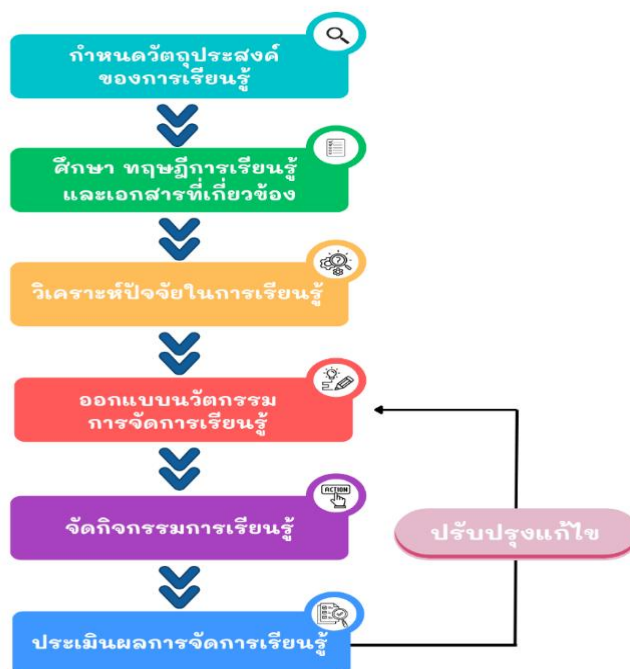 กำหนดวัตถุประสงค์
ของการเรียนรู้
ศึกษา ทฤษฎีการเรียนรู้
และเอกสารที่เกี่ยวข้อง
วิเคราะห์ปัจจัยในการเรียนรู้
ออกแบบนวัตกรรม
การจัดการเรียนรู้
ACTION
จัดกิจกรรมการเรียนรู้
ปรับปรุงแก้ไข
ประเมินผลการจัดการเรียนรู้